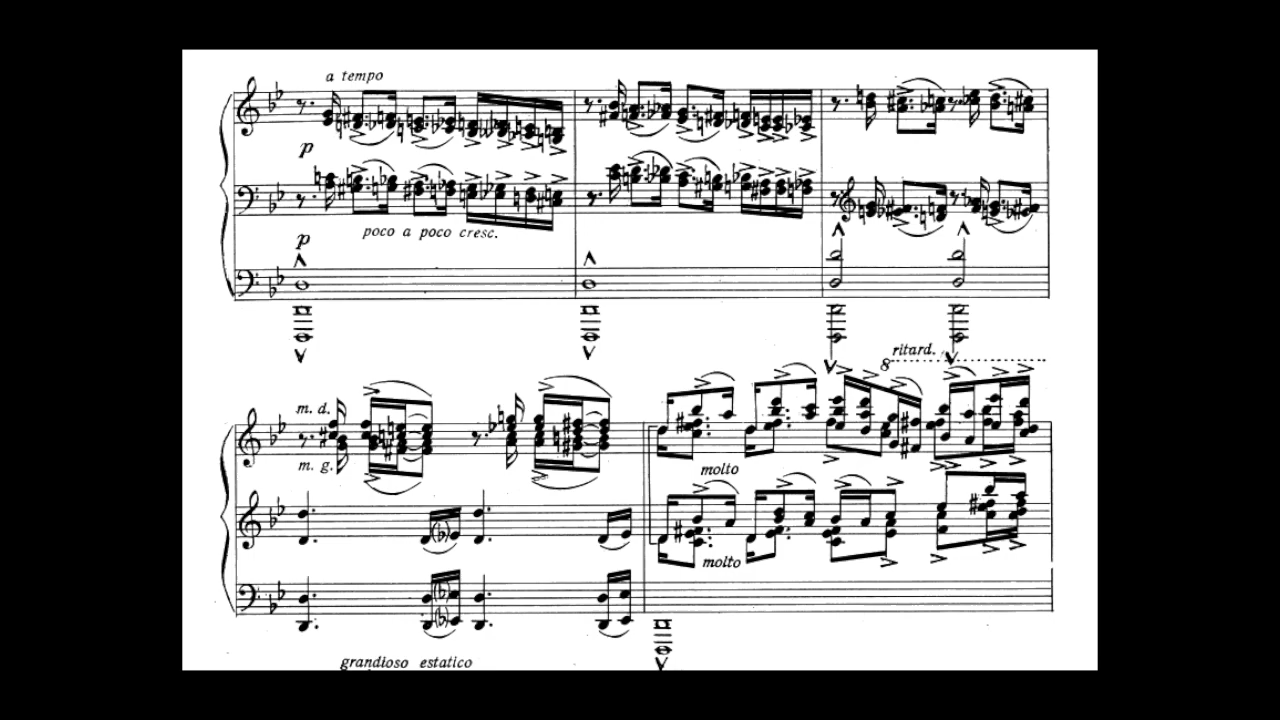 a tempo
p
poco a poco cresc.
p
ritard.
8
m. d.
m. g.
molto
molto
grandioso estatico